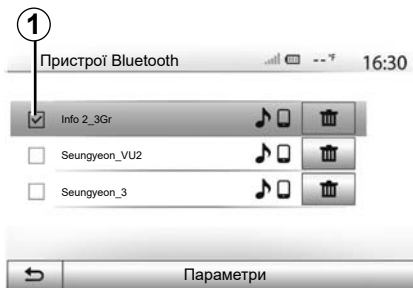 1
Пристрої Bluetooth -- °F 16:30
Info 2_3Gr
Seungyeon_VU2
Seungyeon_3
Параметри